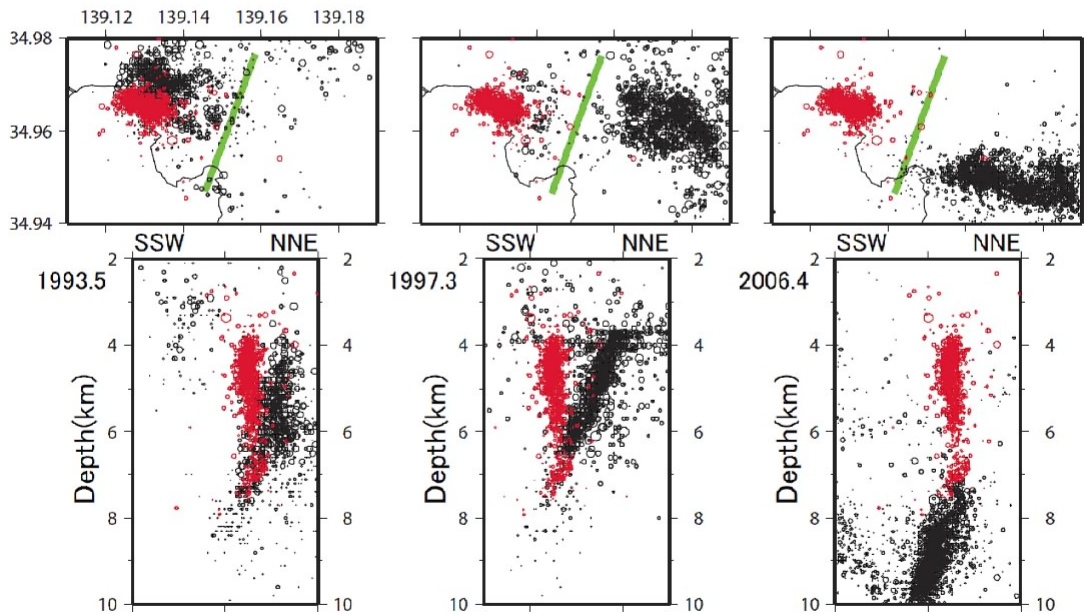 139.12 139.14 139.16 139.18
34.98
34.96
34.94
SSW NNE SSW NNE SSW NNE
1993.5 2 1997.3 2 2006.4 2
4 4 4 4 4 4
6 6 6 6 6 6
8 8 8 8 8 8
10 10 10 10 10 10
Depth(km) Depth(km) Depth(km)